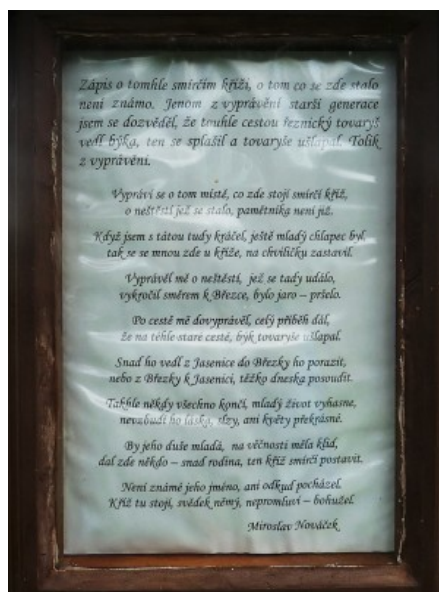 Zápis o tomhle smírčím kříži, o tom co se zde stalo
není známo. Jenom z vyprávění starší generace
jsem se dozvěděl, že touhle cestou řeznický tovaryš
vedl býka, ten se splašil a tovaryše ušlapal. Tolik
z vyprávění.
Vypráví se o tom místě, co zde stojí smírčí kříž,
o neštěstí jež se stalo, pamětníka není již.
Když jsem s tátou tudy kráčel, ještě mladý chlapec byl,
tak se se mnou zde u kříže, na chviličku zastavil.
Vyprávěl mě o neštěstí, jež se tady událo,
vykročil směrem k Březce, bylo jaro – pršelo.
Po cestě mě dovyprávěl, celý příběh dál,
že na téhle staré cestě, býk tovaryše ušlapal.
Snad ho vedl z Jasenice do Březky ho porazit,
nebo z Březky k Jasenici, těžko dneska posoudit.
Takhle někdy všechno končí, mladý život vyhasne,
nevzbudí ho láska, slzy, ani květy překrásné.
By jeho duše mladá, na věčnosti měla klid,
dal zde někdo – snad rodina, ten kříž smírčí postavit.
Není známé jeho jméno, ani odkud pocházel.
Kříž tu stojí, svědek němý, nepromluví – bohužel.
Miroslav Nováček